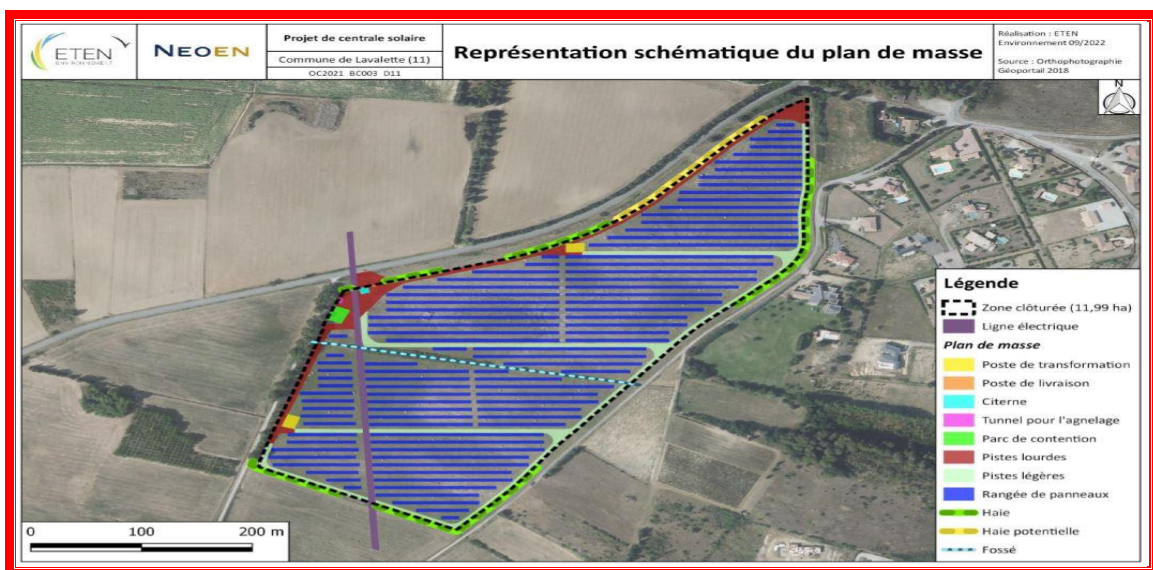 ETEN
ENVIRONNEMENT
NEOEN
Projet de centrale solaire
Commune de Lavalette (11)
OC2021_BC003_D11
Représentation schématique du plan de masse
Réalisation : ETEN
Environnement 09/2022
Source : Orthophotographie
Géoportail 2018
N
Légende
Zone clôturée (11,99 ha)
Ligne électrique
Plan de masse
Poste de transformation
Poste de livraison
Citerne
Tunnel pour l'agnelage
Parc de contention
Pistes lourdes
Pistes légères
Rangée de panneaux
Haie
Haie potentielle
Fossé
0 100 200 m